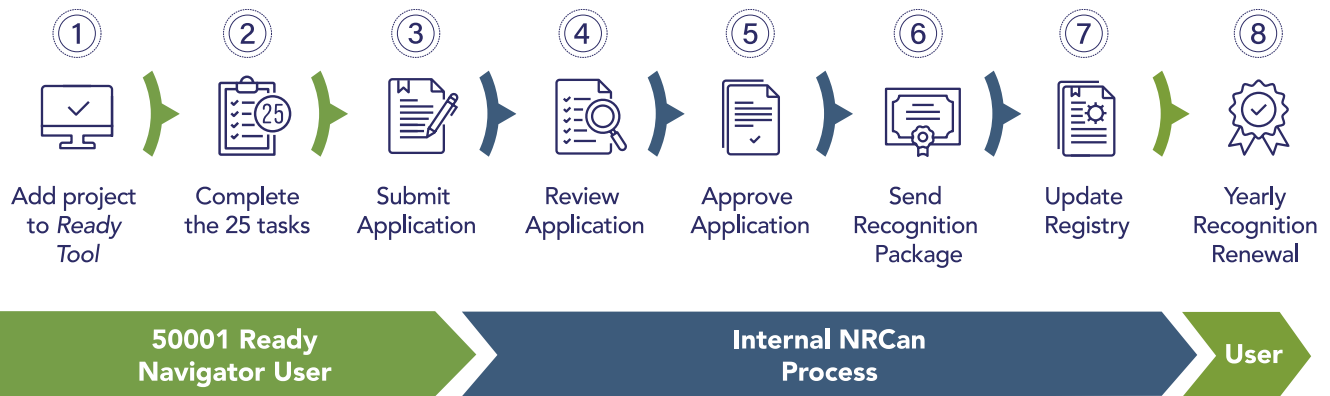 1
2
3
4
5
6
7
8
25
Add project
to Ready
Tool
Complete
the 25 tasks
Submit
Application
Review
Application
Approve
Application
Send
Recognition
Package
Update
Registry
Yearly
Recognition
Renewal
50001 Ready
Navigator User
Internal NRCan
Process
User